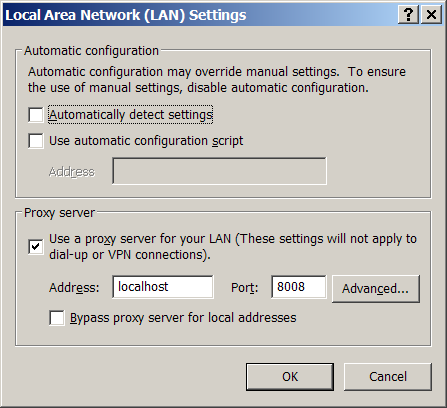 Local Area Network (LAN) Settings
Automatic configuration
Automatic configuration may override manual settings.  To ensure
the use of manual settings, disable automatic configuration.
Automatically detect settings
Use automatic configuration script
Address
Proxy server
Use a proxy server for your LAN (These settings will not apply to
dial-up or VPN connections).
Address: localhost Port: 8008 Advanced...
Bypass proxy server for local addresses
OK Cancel